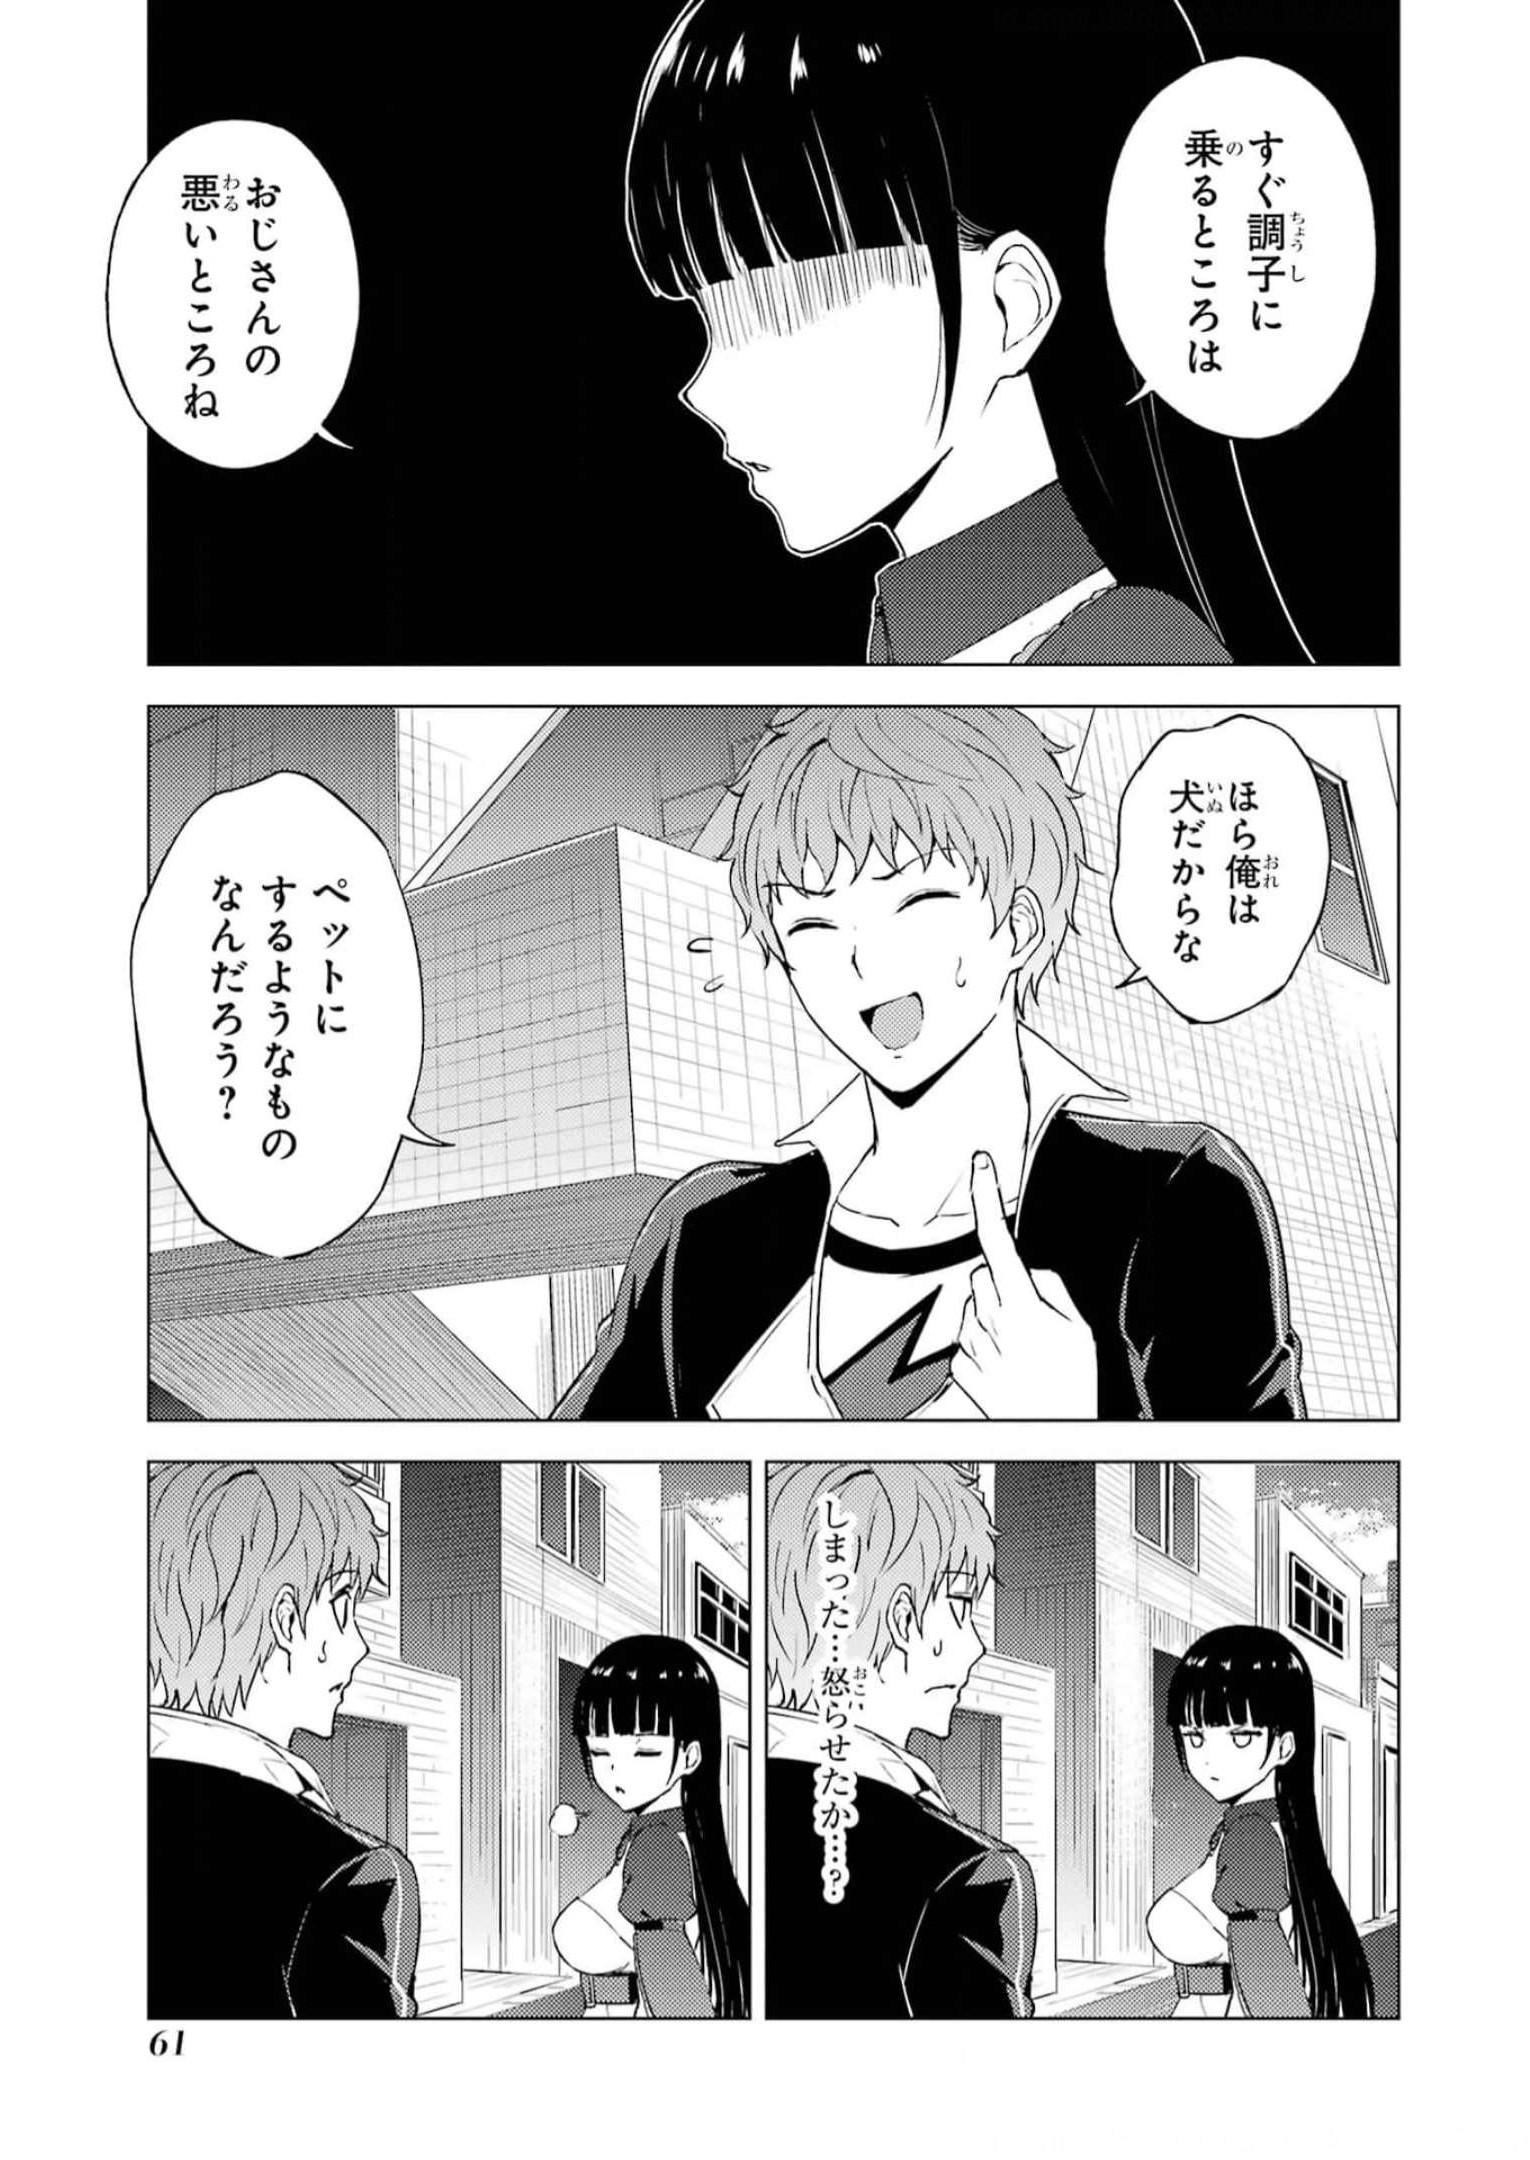 すぐ調子に
乗るところは
おじさんの
悪いところね
ほら俺は
犬だからな
ペットに
するようなもの
なんだろう？
しまった…怒らせたか…？
61